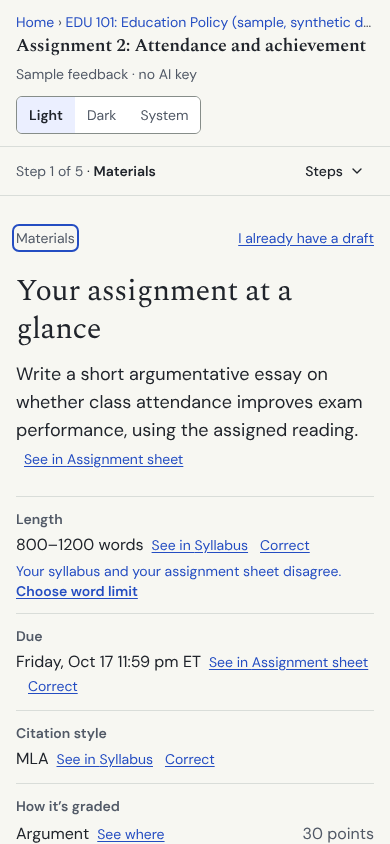 Home › EDU 101: Education Policy (sample, synthetic d…
Assignment 2: Attendance and achievement
Sample feedback · no AI key
Light Dark System
Step 1 of 5 · Materials Steps
Materials I already have a draft
Your assignment at a
glance
Write a short argumentative essay on
whether class attendance improves exam
performance, using the assigned reading.
See in Assignment sheet
Length
800–1200 words See in Syllabus Correct
Your syllabus and your assignment sheet disagree.
Choose word limit
Due
Friday, Oct 17 11:59 pm ET See in Assignment sheet
Correct
Citation style
MLA See in Syllabus Correct
How it’s graded
Argument See where 30 points